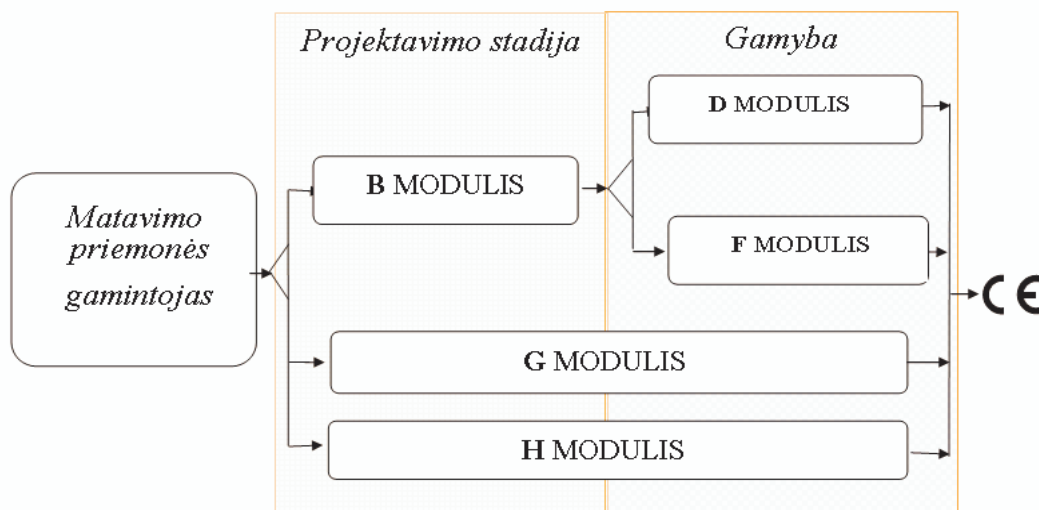 Projektavimo stadija
Gamyba
Matavimo
priemonės
gamintojas
B MODULIS
D MODULIS
F MODULIS
G MODULIS
H MODULIS
CE